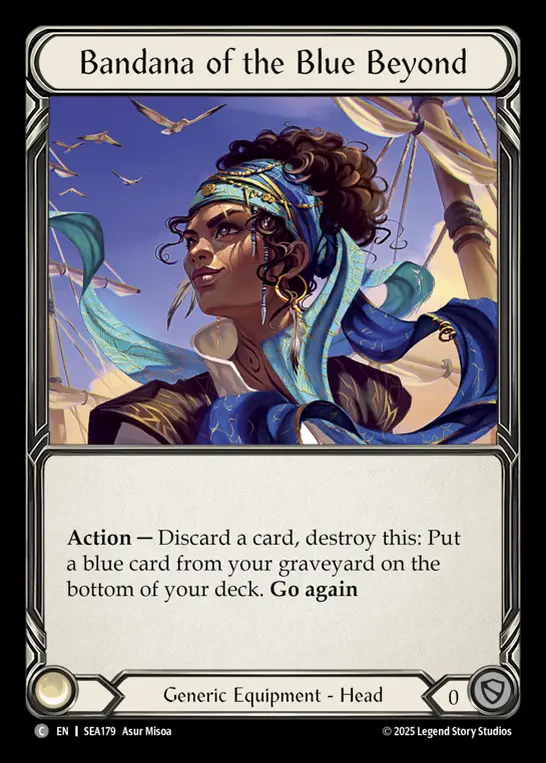 Bandana of the Blue Beyond
Action — Discard a card, destroy this: Put
a blue card from your graveyard on the
bottom of your deck. Go again
Generic Equipment - Head
0
C EN | SEA179 Asur Misoa
© 2025 Legend Story Studios